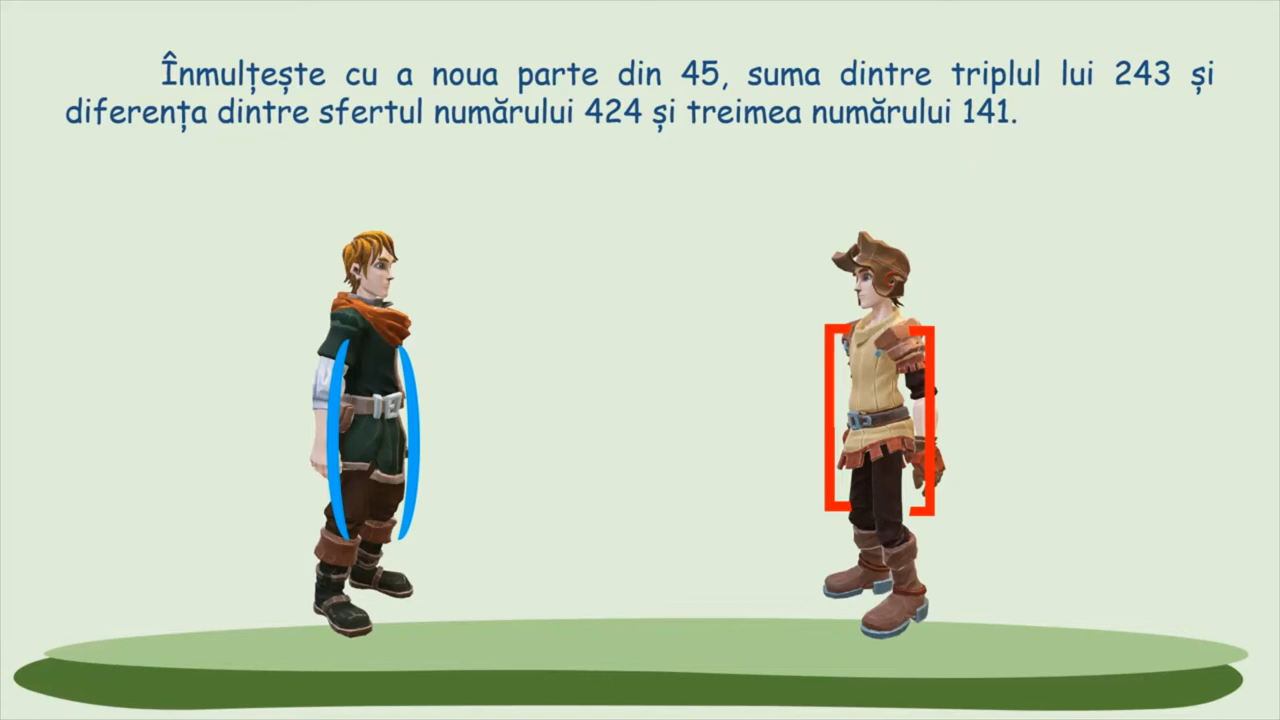 Înmulțește cu a noua parte din 45, suma dintre triplul lui 243 și
diferența dintre sfertul numărului 424 și treimea numărului 141.